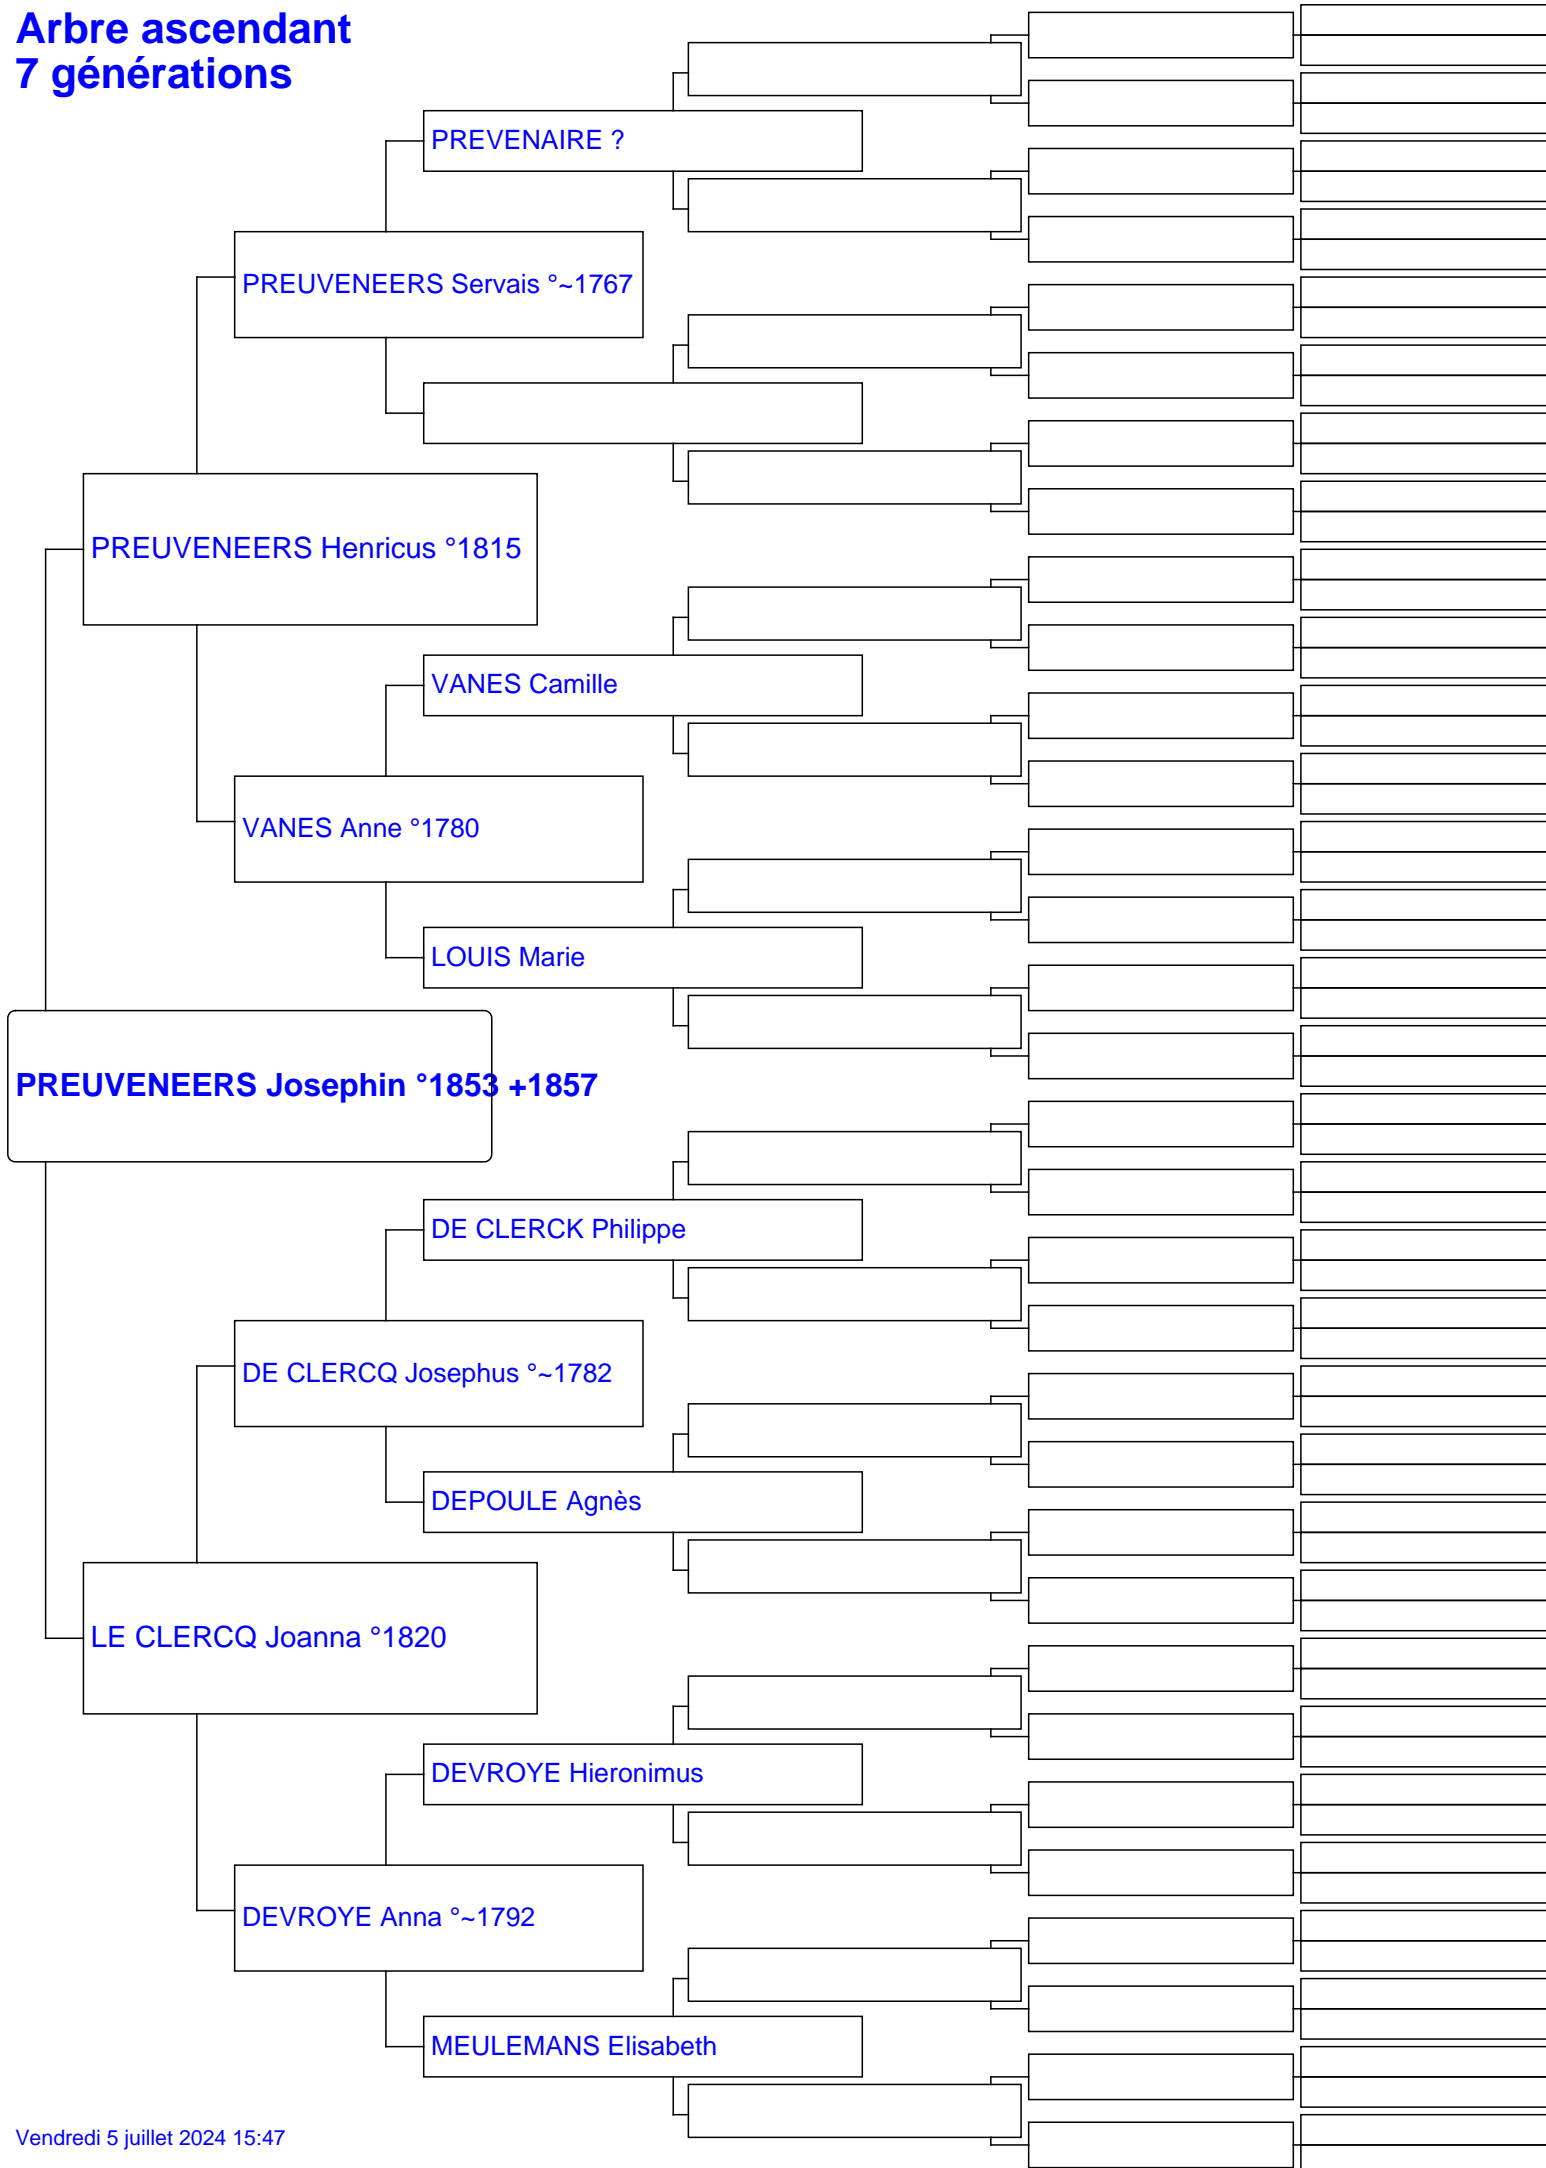 Arbre ascendant
7 générations
PREVENAIRE ?
PREUVENEERS Servais °~1767
PREUVENEERS Henricus °1815
VANES Camille
VANES Anne °1780
LOUIS Marie
PREUVENEERS Josephin °1853 +1857
DE CLERCK Philippe
DE CLERCQ Josephus °~1782
DEPOULE Agnès
LE CLERCQ Joanna °1820
DEVROYE Hieronimus
DEVROYE Anna °~1792
MEULEMANS Elisabeth
Vendredi 5 juillet 2024 15:47